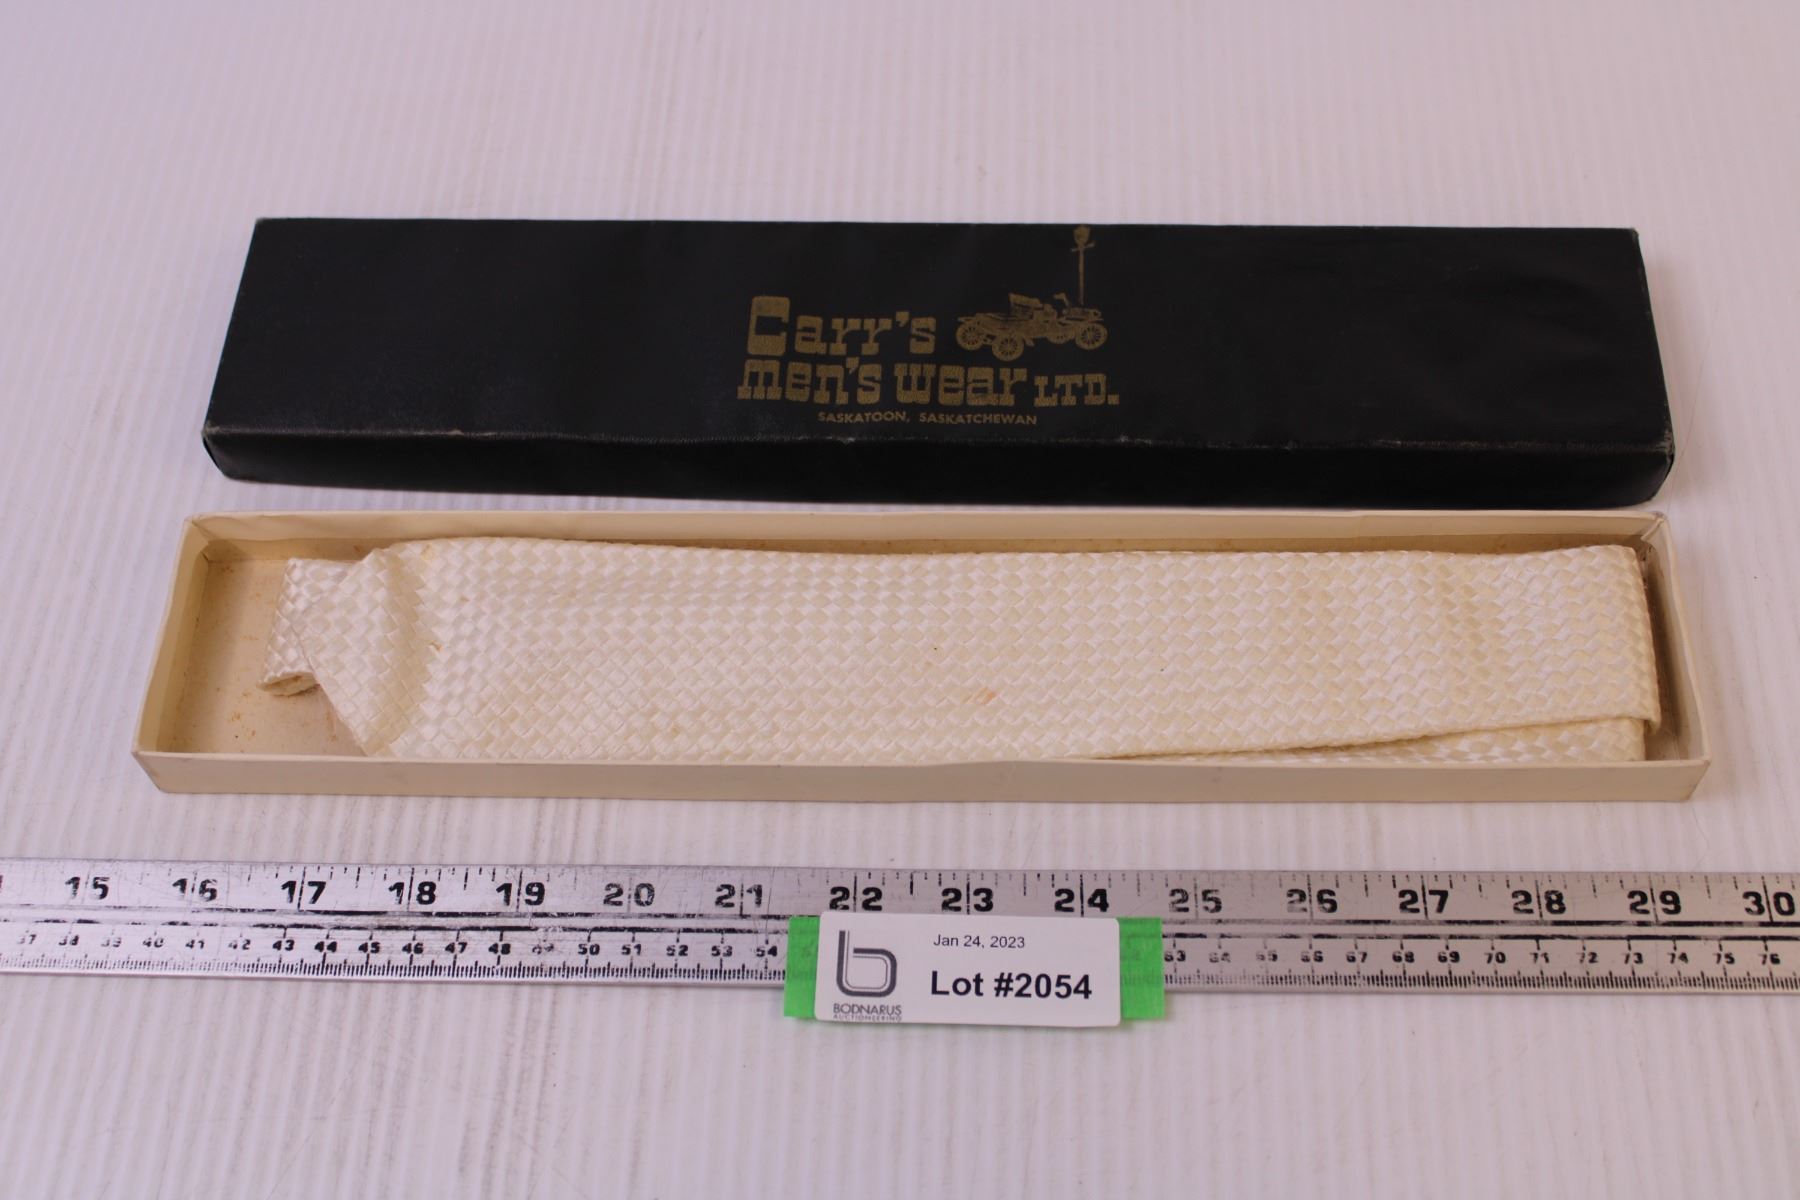 Carr's
men's wear LTD.
SASKATOON, SASKATCHEWAN
15 16 17 18 19 20 21 22 23 24 25 26 27 28 29 30
37 38 39 40 41 42 43 44 45 46 47 48 49 50 51 52 53 54 63 64 65 66 67 68 69 70 71 72 73 74 75 76
Jan 24, 2023
Lot #2054
b
BODNARUS
AUCTIONEERING